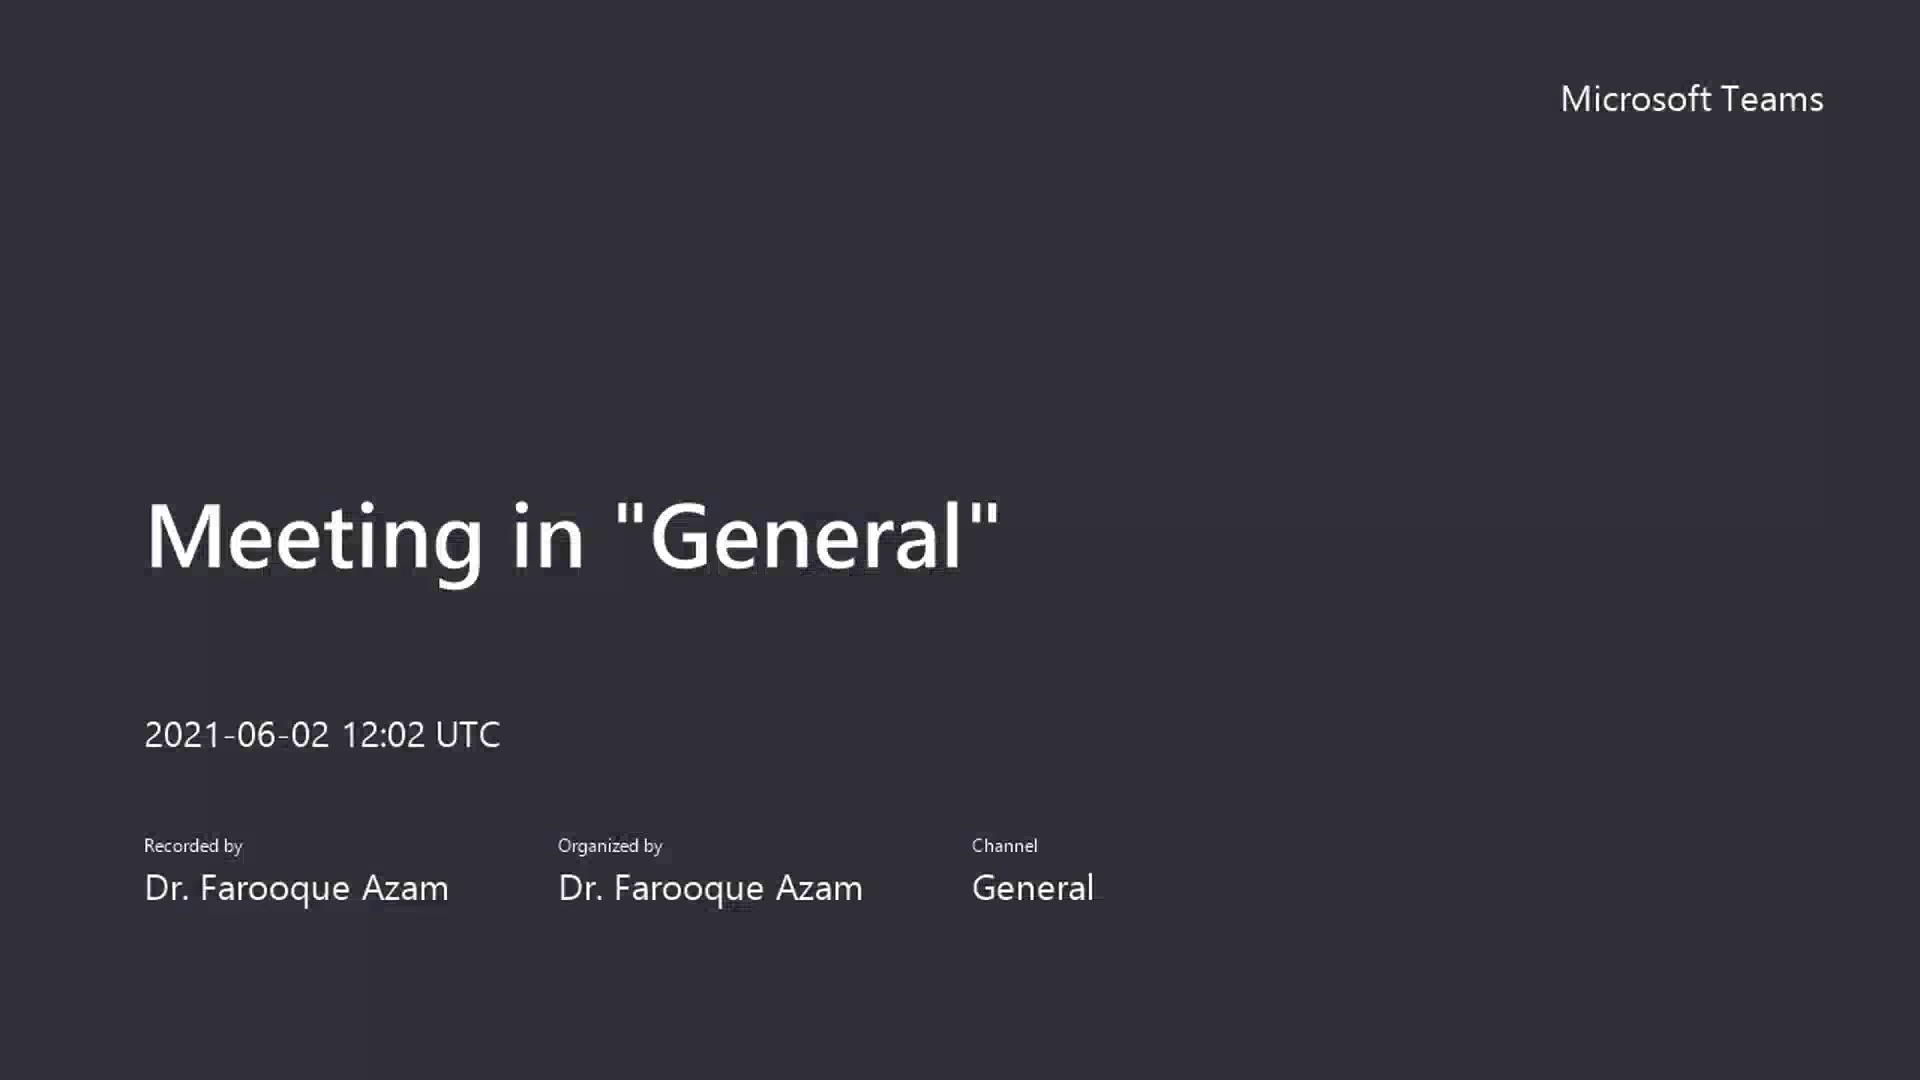 Microsoft Teams
Meeting in "General"
2021-06-02 12:02 UTC
Recorded by
Dr. Farooque Azam
Organized by
Dr. Farooque Azam
Channel
General